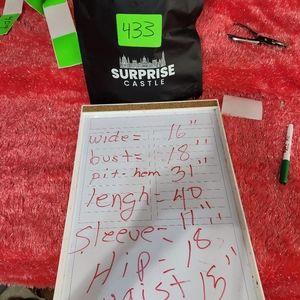 433
SURPRISE
CASTLE
wide= 16"
bust= 18"
pit-hem 31"
lengh= 40
Sleeve- 17"
Hip- 18"
waist 15"